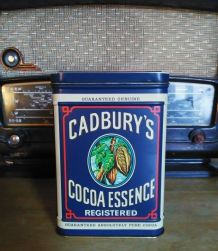 GUARANTEED GENUINE
CADBURY'S
COCOA ESSENCE
REGISTERED
GUARANTEED ABSOLUTELY PURE COCOA